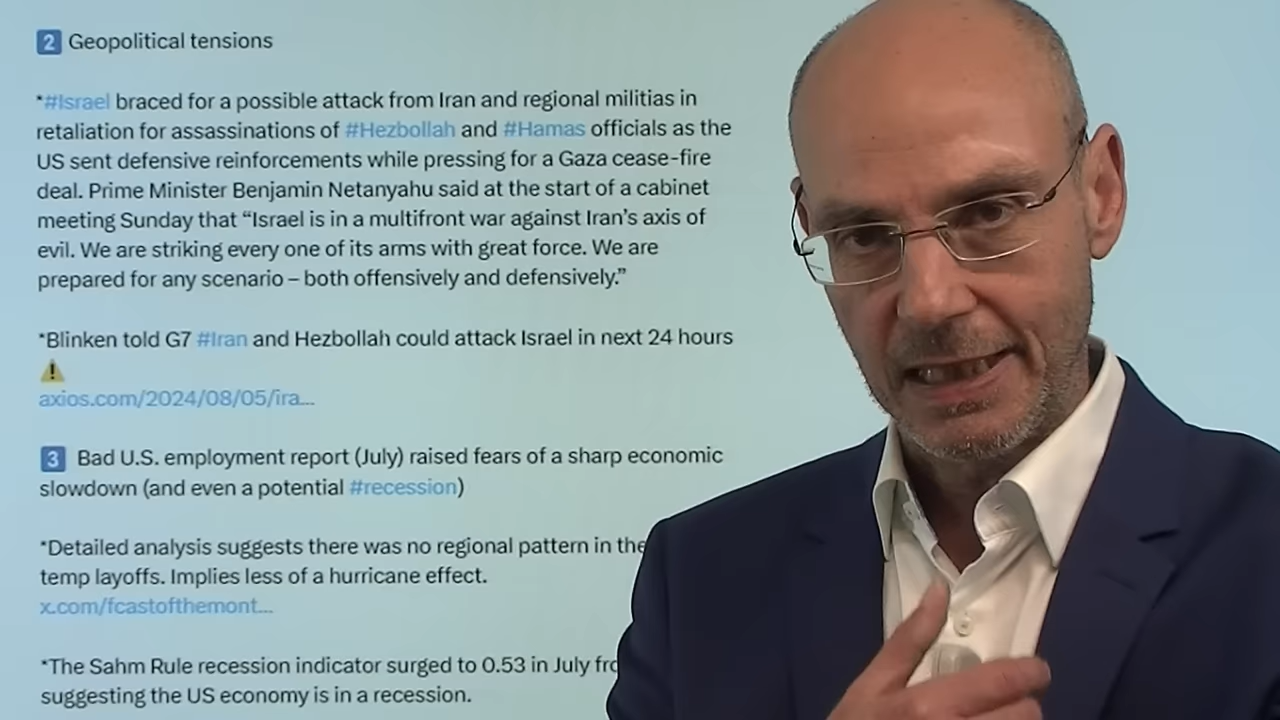 2 Geopolitical tensions
*#Israel braced for a possible attack from Iran and regional militias in
retaliation for assassinations of #Hezbollah and #Hamas officials as the
US sent defensive reinforcements while pressing for a Gaza cease-fire
deal. Prime Minister Benjamin Netanyahu said at the start of a cabinet
meeting Sunday that “Israel is in a multifront war against Iran’s axis of
evil. We are striking every one of its arms with great force. We are
prepared for any scenario – both offensively and defensively.”
*Blinken told G7 #Iran and Hezbollah could attack Israel in next 24 hours
axios.com/2024/08/05/ira...
3 Bad U.S. employment report (July) raised fears of a sharp economic
slowdown (and even a potential #recession)
*Detailed analysis suggests there was no regional pattern in the
temp layoffs. Implies less of a hurricane effect.
x.com/fcastofthemont...
*The Sahm Rule recession indicator surged to 0.53 in July
suggesting the US economy is in a recession.